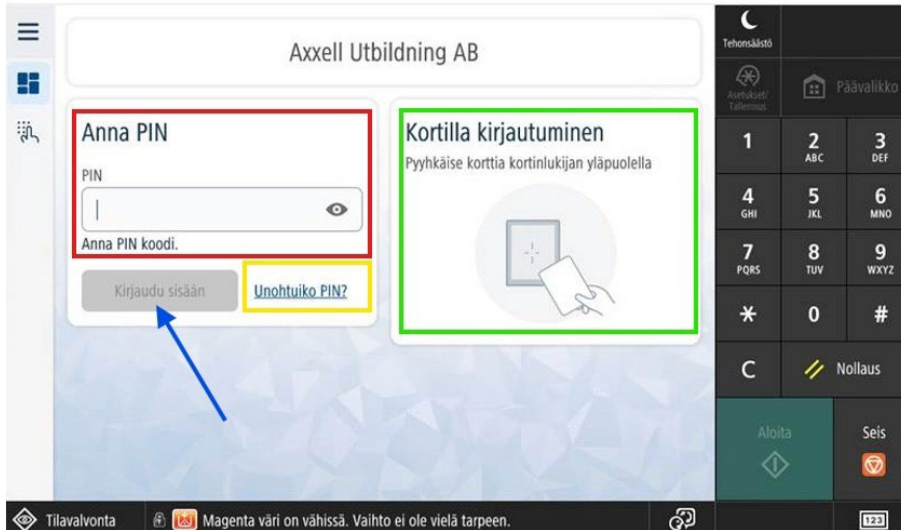 Axxell Utbildning AB
Anna PIN
PIN
Anna PIN koodi.
Kirjaudu sisään
Unohtuiko PIN?
Kortilla kirjautuminen
Pyyhkäise korttia kortinlukijan yläpuolella
Tehonsäästö
Asetukset/
Tallennus
Päävalikko
1
2
ABC
3
DEF
4
GHI
5
JKL
6
MNO
7
PQRS
8
TUV
9
WXYZ
*
0
#
C
Nollaus
Aloita
Seis
Tilavalvonta
Magenta väri on vähissä. Vaihto ei ole vielä tarpeen.
123